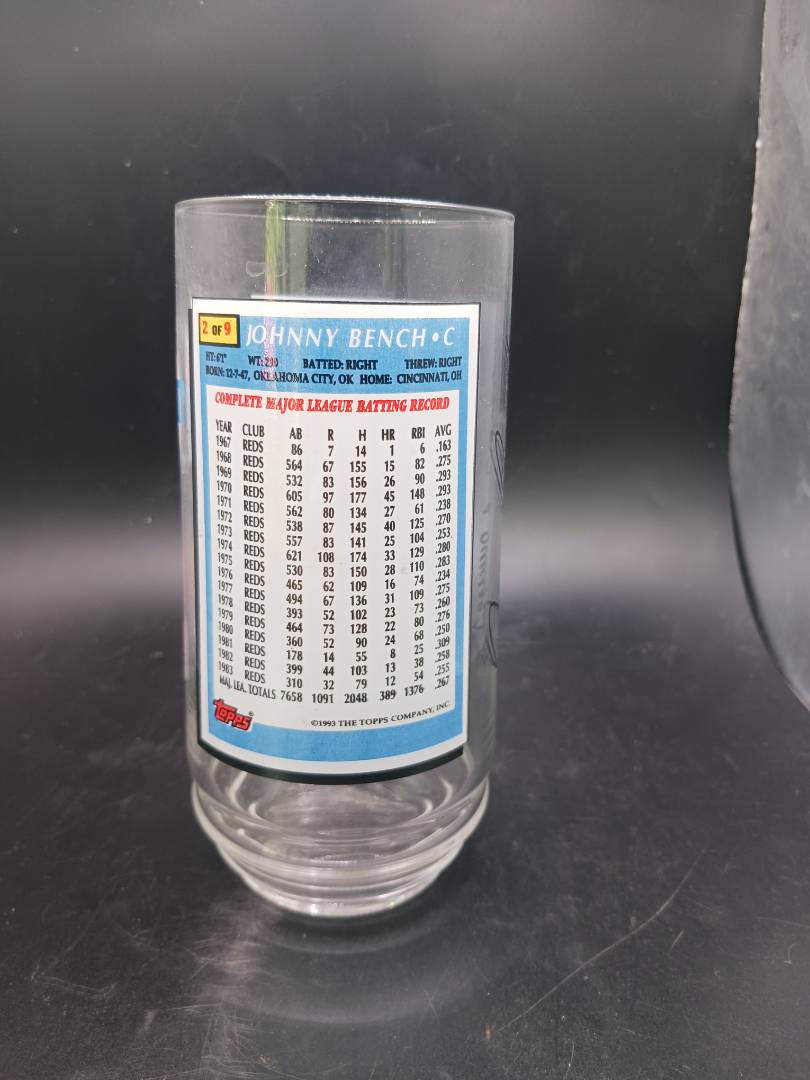 2 OF 9 JOHNNY BENCH • C
HT: 6'1" WT: 200 BATTED: RIGHT THREW: RIGHT
BORN: 12-7-47, OKLAHOMA CITY, OK HOME: CINCINNATI, OH
COMPLETE MAJOR LEAGUE BATTING RECORD
YEAR CLUB AB R H HR RBI AVG
1967 REDS 86 7 14 1 6 .163
1968 REDS 564 67 155 15 82 .275
1969 REDS 532 83 156 26 90 .293
1970 REDS 605 97 177 45 148 .293
1971 REDS 562 80 134 27 61 .238
1972 REDS 538 87 145 40 125 .270
1973 REDS 557 83 141 25 104 .253
1974 REDS 621 108 174 33 129 .280
1975 REDS 530 83 150 28 110 .283
1976 REDS 465 62 109 16 74 .234
1977 REDS 494 67 136 31 109 .275
1978 REDS 393 52 102 23 73 .260
1979 REDS 464 73 128 22 80 .276
1980 REDS 360 52 90 24 68 .250
1981 REDS 178 14 55 8 25 .309
1982 REDS 399 44 103 13 38 .258
1983 REDS 310 32 79 12 54 .255
MAJ. LEA. TOTALS 7658 1091 2048 389 1376 .267
TOPPS®
©1993 THE TOPPS COMPANY, INC.